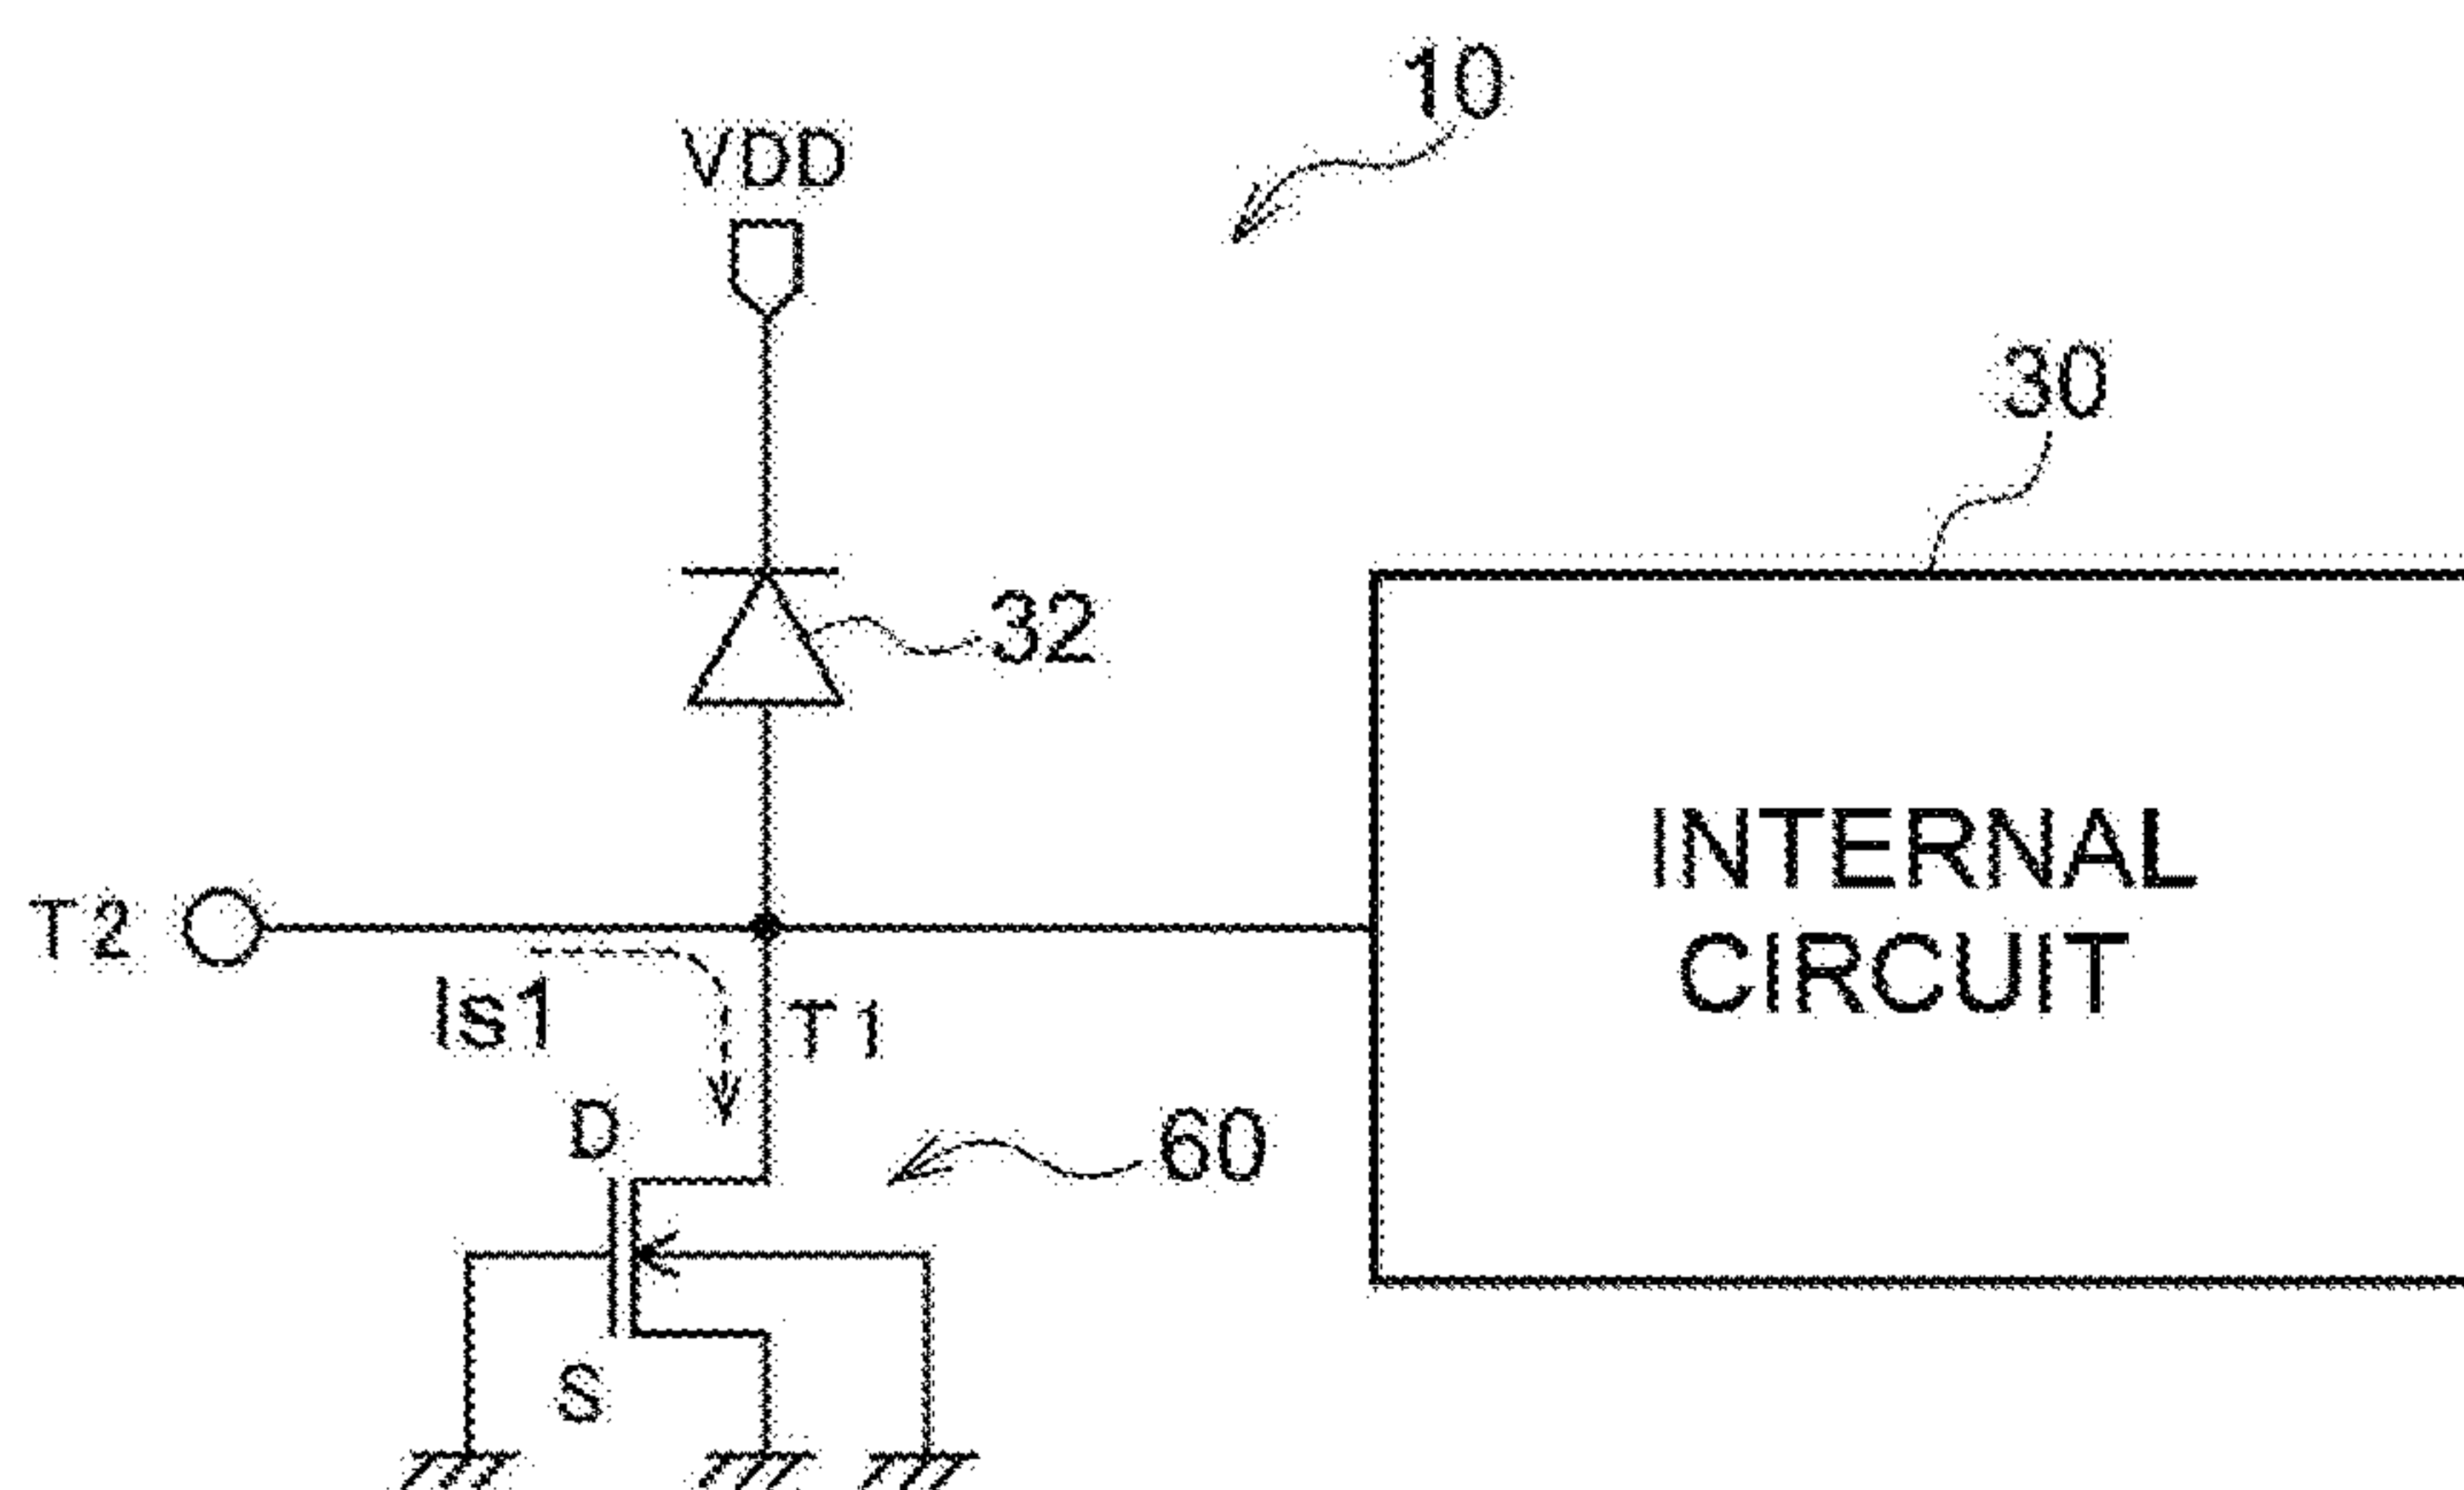 10
VDD
30
32
INTERNAL
CIRCUIT
T2
Is1
T1
D
60
S